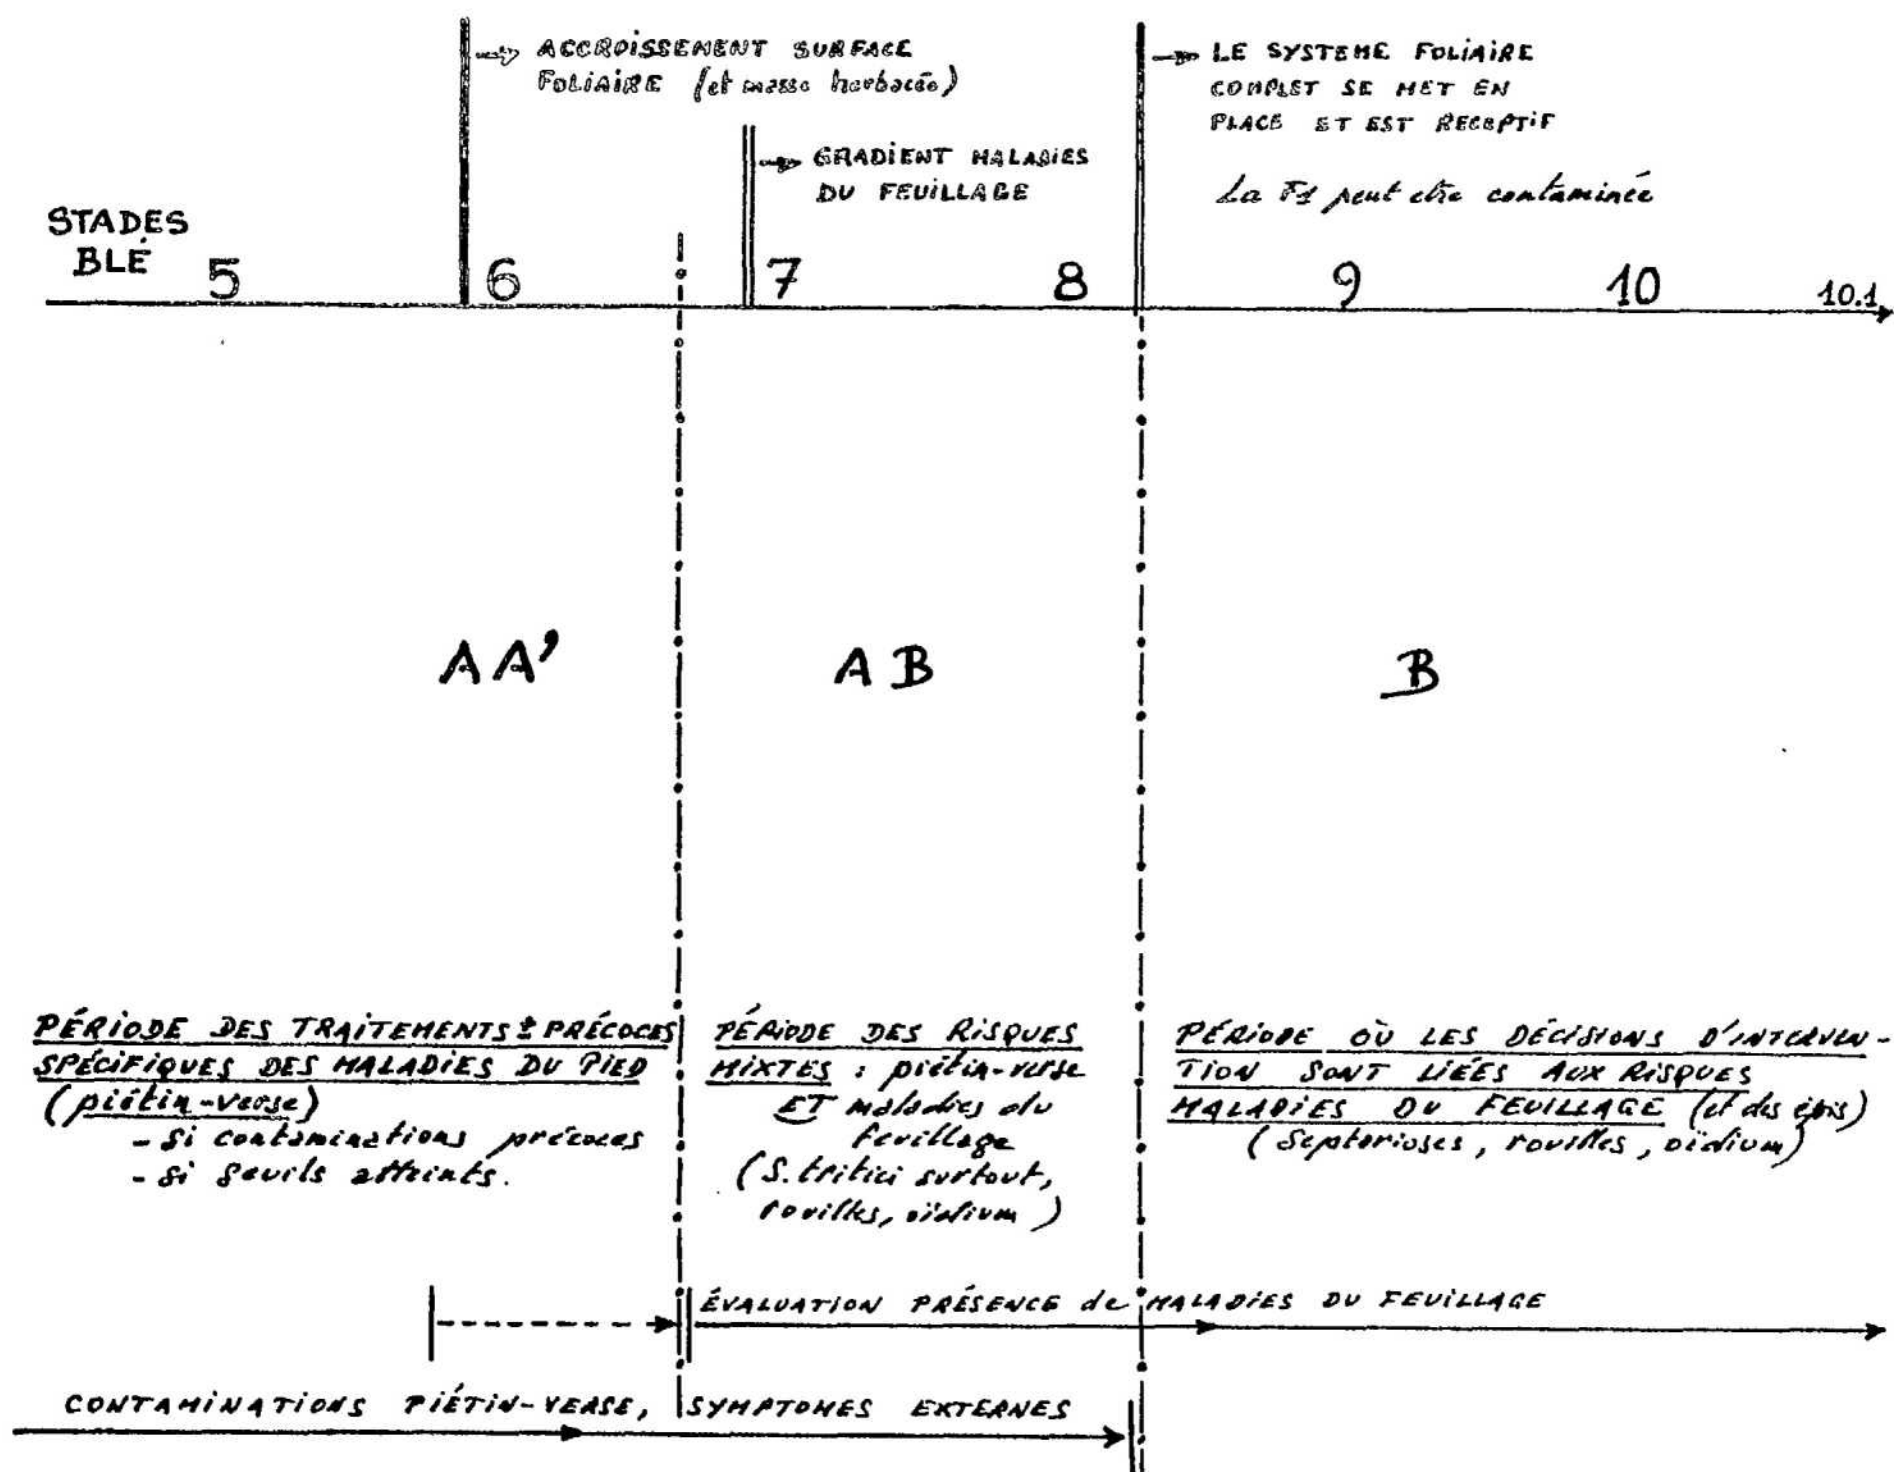 ACCROISSEMENT SURFACE
FOLIAIRE (et masse herbacée)
LE SYSTEME FOLIAIRE
COMPLET SE MET EN
PLACE ET EST RECEPTIF
La F1 peut etre contaminée
GRADIENT MALADIES
DU FEUILLAGE
STADES
BLÉ
5 6 7 8 9 10 10.1
AA' AB B
PÉRIODE DES TRAITEMENTS ± PRÉCOCES
SPÉCIFIQUES DES MALADIES DU PIED
(piétin-verse)
- Si contaminations précoces
- Si seuils atteints.
PÉRIODE DES RISQUES
MIXTES : piétin-verse
ET maladies du
feuillage
(S. tritici surtout,
rouilles, oïdium)
PÉRIODE OÙ LES DÉCISIONS D'INTERVEN-
TION SONT LIÉES AUX RISQUES
MALADIES DU FEUILLAGE (et des épis)
(Septorioses, rouilles, oïdium)
ÉVALUATION PRÉSENCE de MALADIES DU FEUILLAGE
CONTAMINATIONS PIÉTIN-VERSE, SYMPTOMES EXTERNES